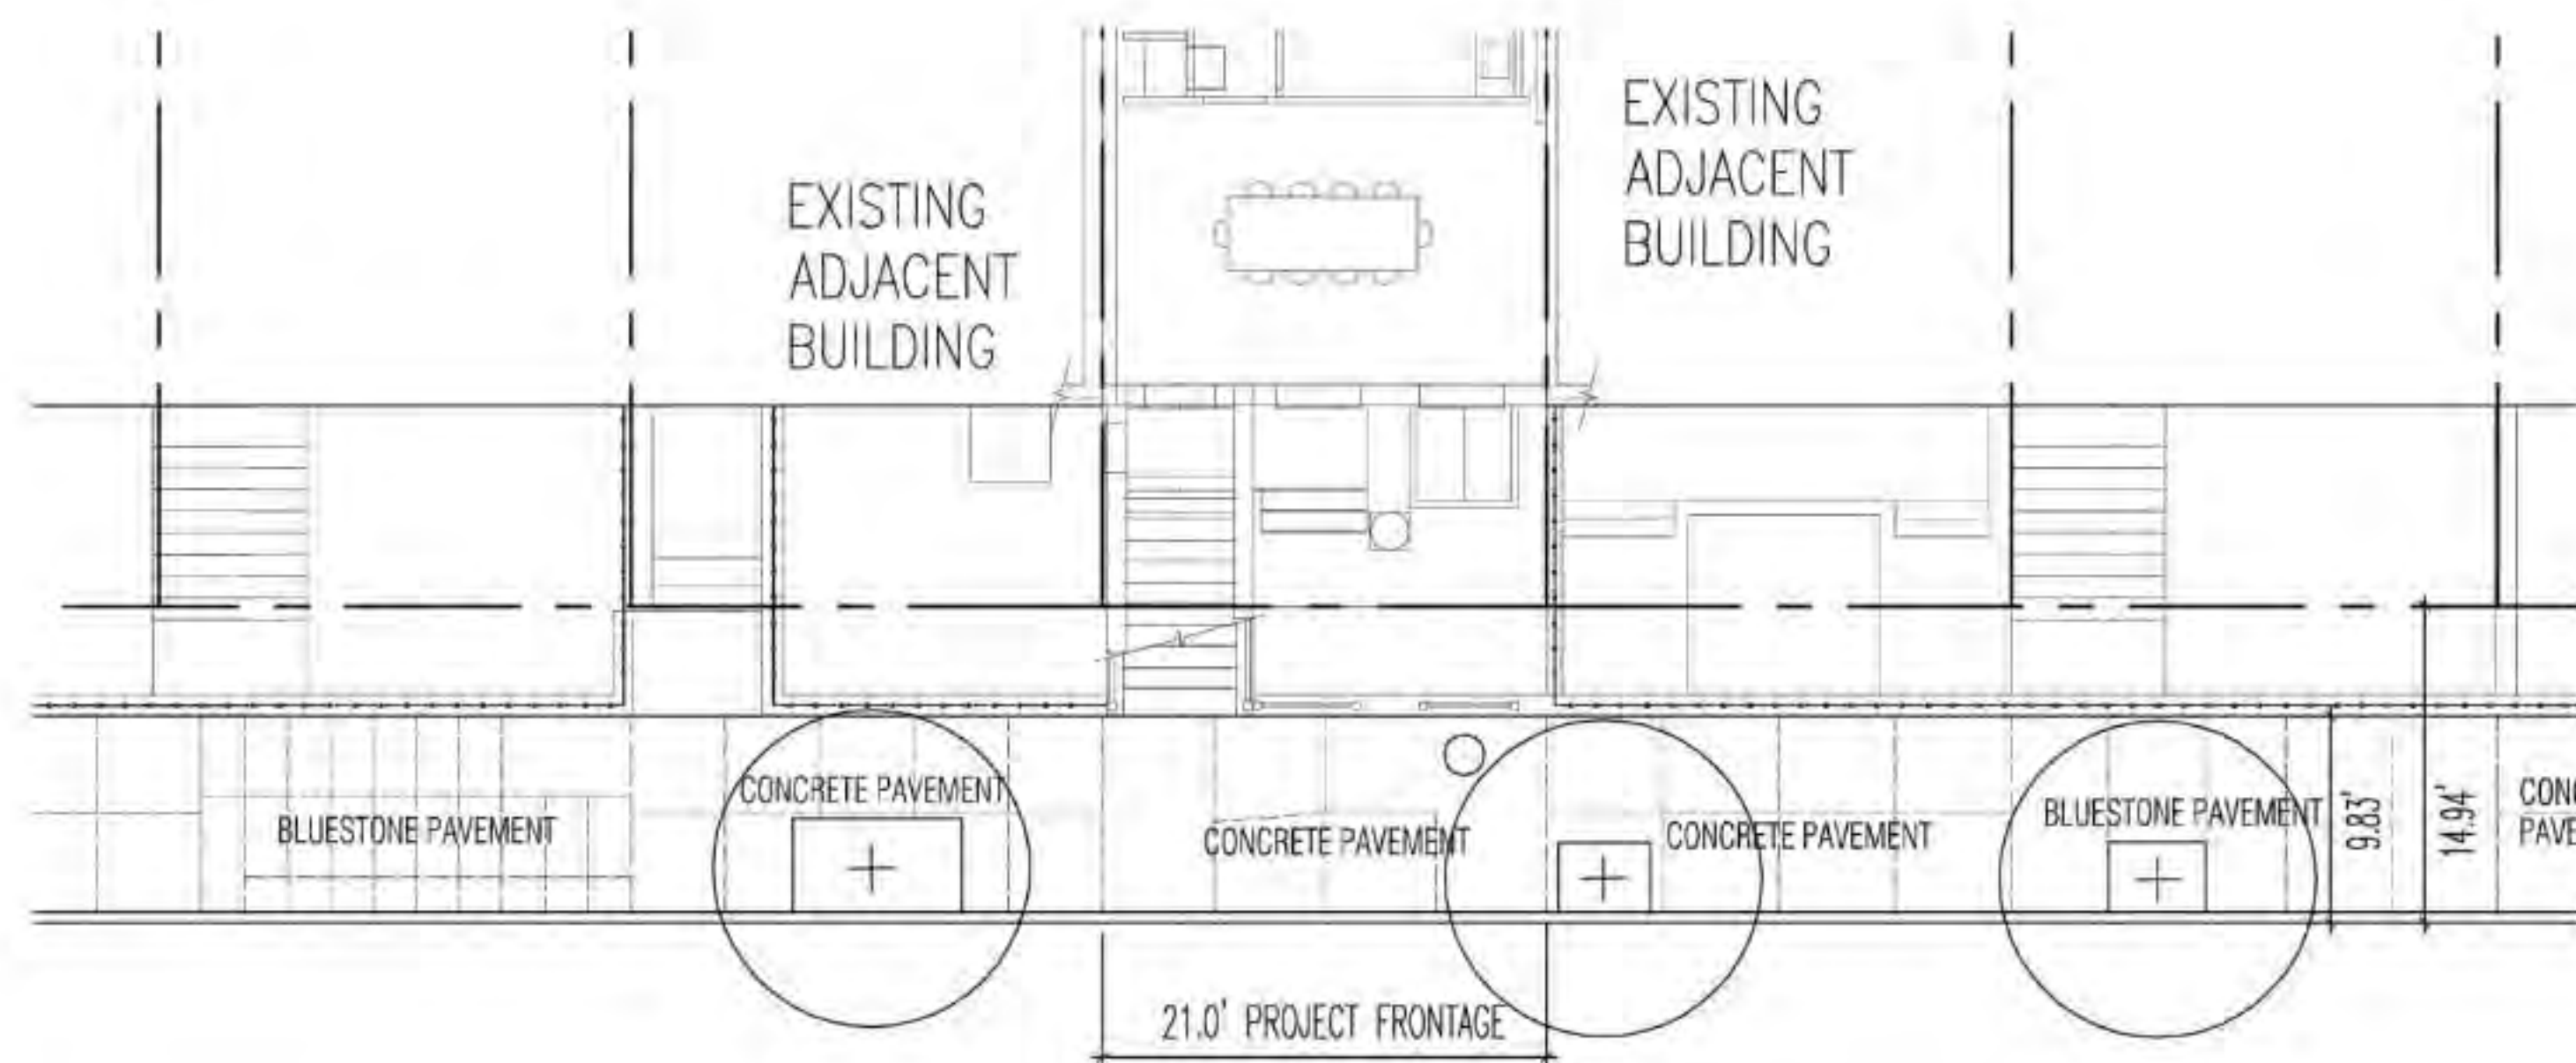 EXISTING
ADJACENT
BUILDING
EXISTING
ADJACENT
BUILDING
CONCRETE PAVEMENT
BLUESTONE PAVEMENT
CONCRETE PAVEMENT
CONCRETE PAVEMENT
BLUESTONE PAVEMENT
9.83'
14.94'
21.0' PROJECT FRONTAGE